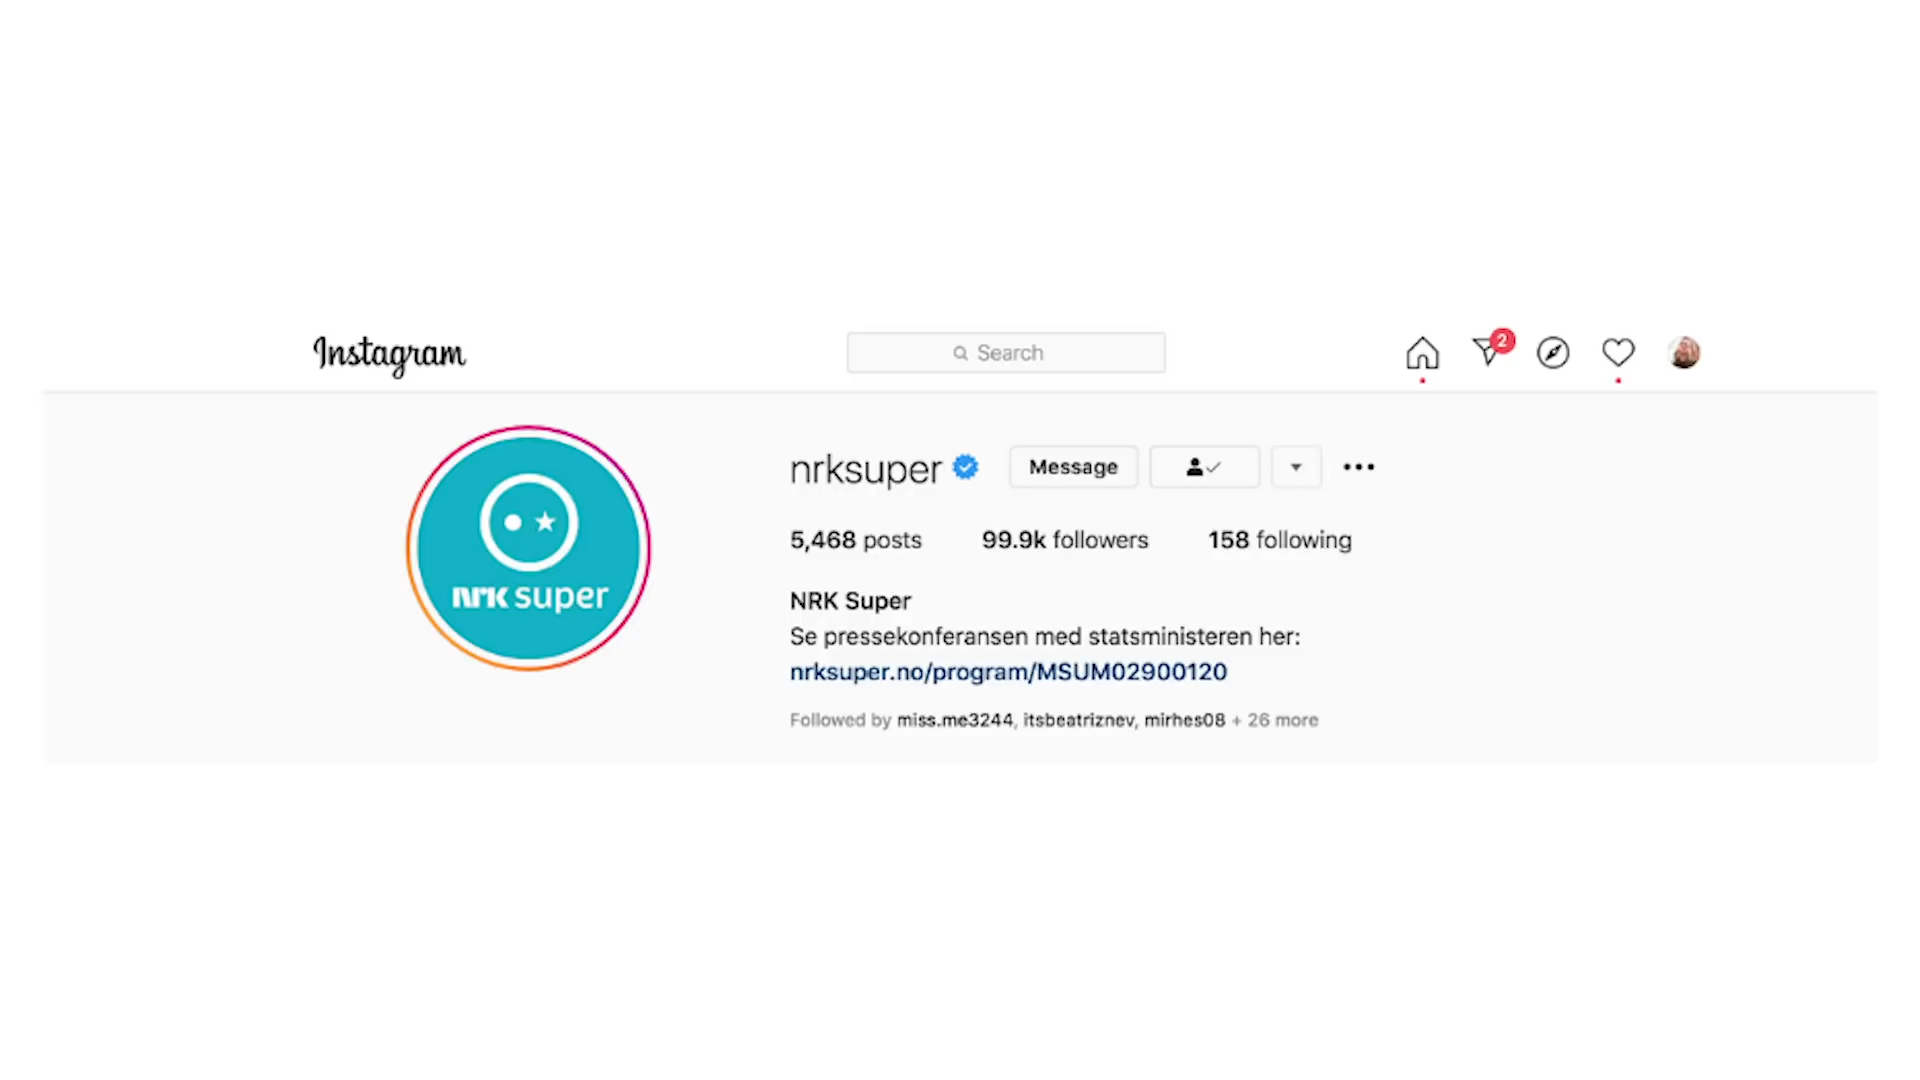 Instagram
Search
2
nrk super
nrksuper
Message
5,468 posts 99.9k followers 158 following
NRK Super
Se pressekonferansen med statsministeren her:
nrksuper.no/program/MSUM02900120
Followed by miss.me3244, itsbeatriznev, mirhes08 + 26 more